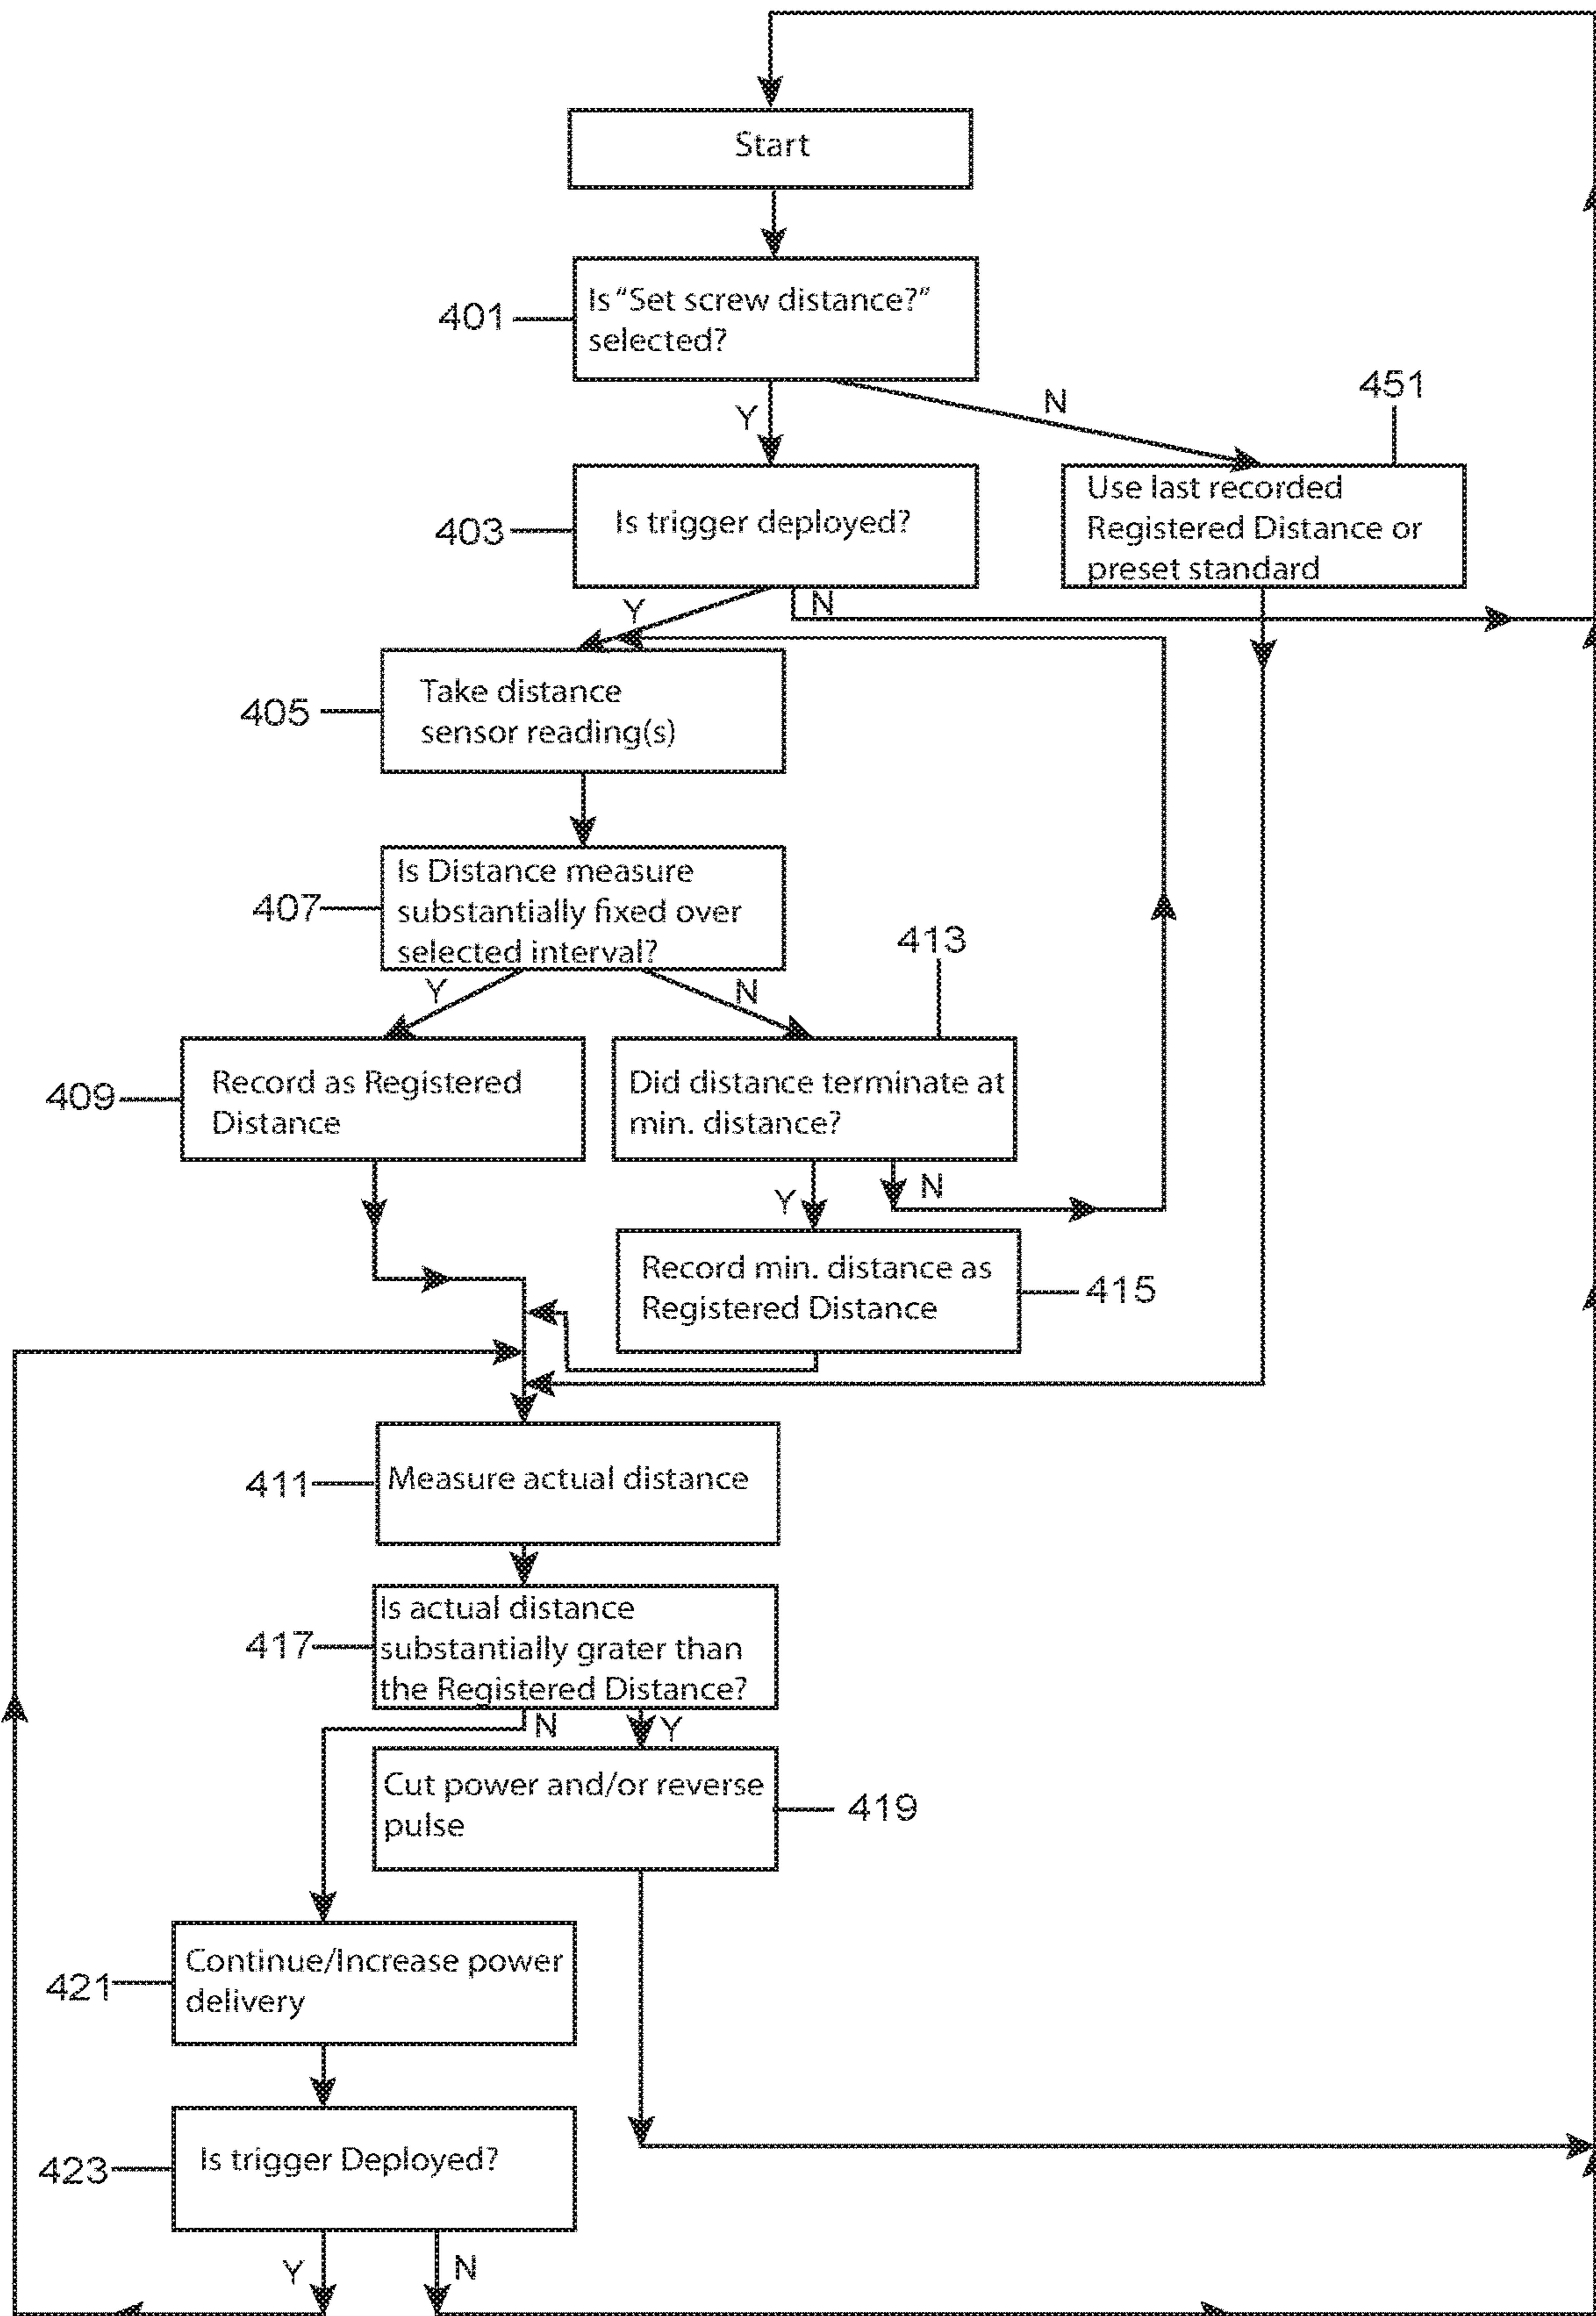 Start
401
Is "Set screw distance?"
selected?
Y
N
451
403
Is trigger deployed?
Use last recorded
Registered Distance or
preset standard
Y
N
405
Take distance
sensor reading(s)
407
Is Distance measure
substantially fixed over
selected interval?
413
Y
N
409
Record as Registered
Distance
Did distance terminate at
min. distance?
Y
N
Record min. distance as
Registered Distance
415
411
Measure actual distance
417
Is actual distance
substantially grater than
the Registered Distance?
N
Y
Cut power and/or reverse
pulse
419
421
Continue/Increase power
delivery
423
Is trigger Deployed?
Y
N